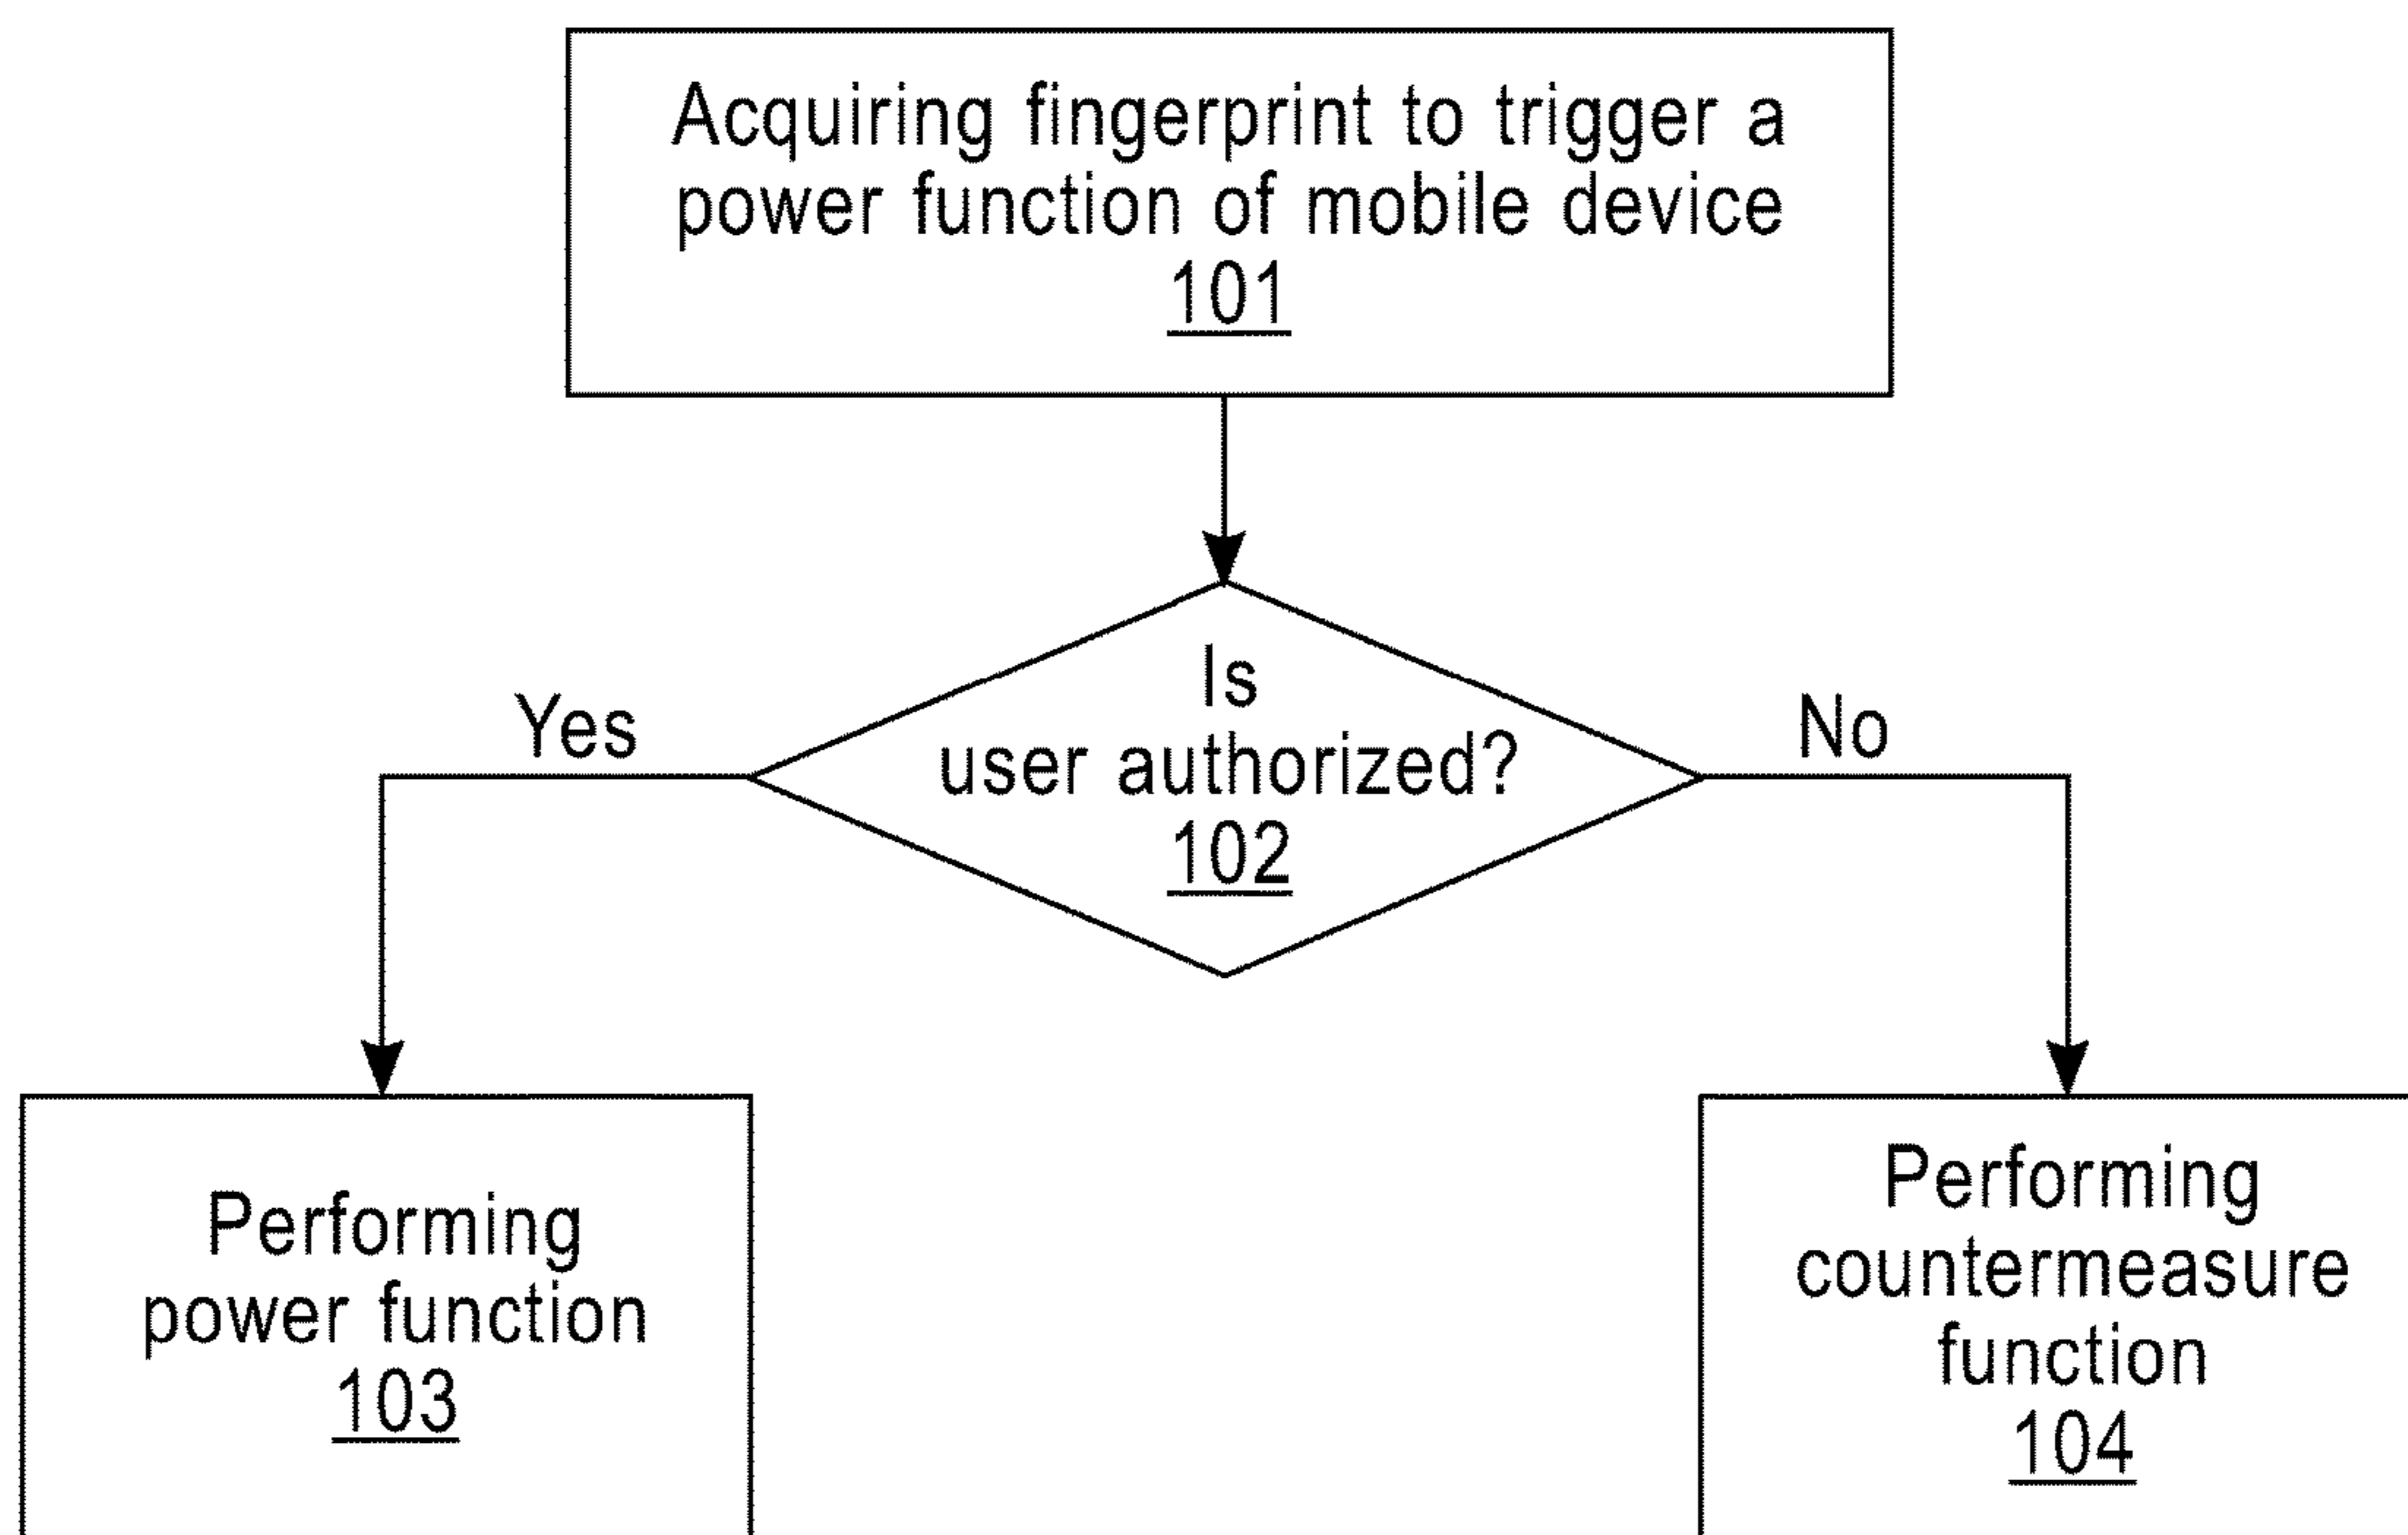 Acquiring fingerprint to trigger a
power function of mobile device
101
Is
user authorized?
102
Yes
No
Performing
power function
103
Performing
countermeasure
function
104